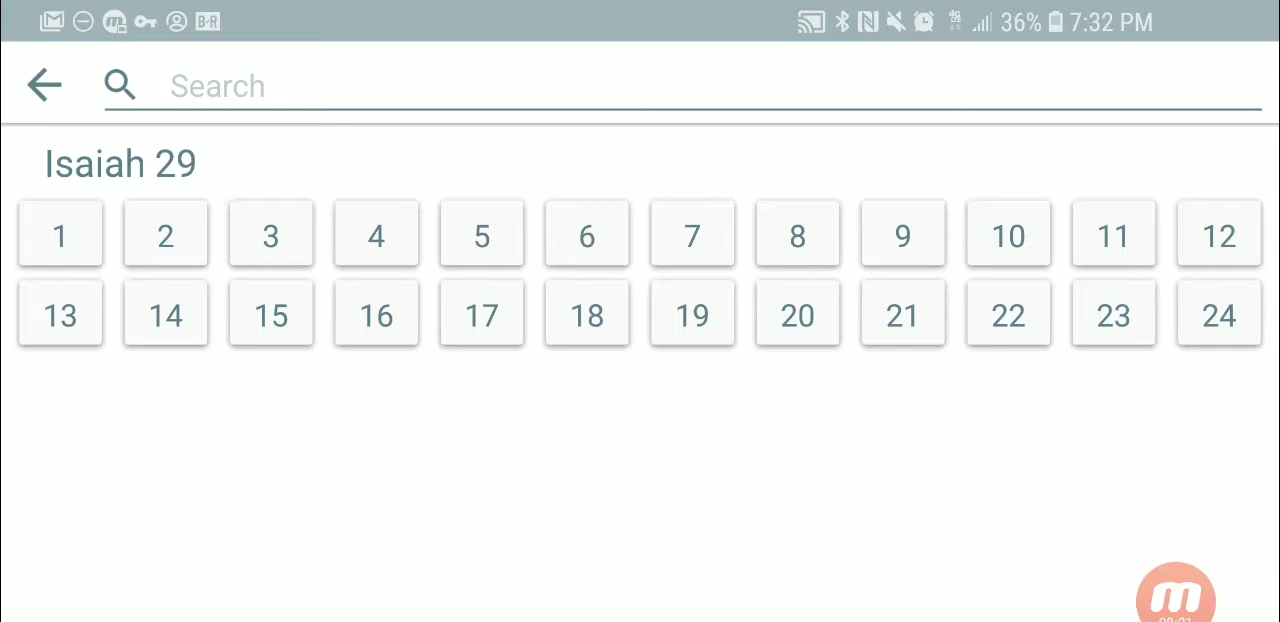 B+R 36% 7:32 PM
Search
Isaiah 29
1 2 3 4 5 6 7 8 9 10 11 12
13 14 15 16 17 18 19 20 21 22 23 24
m